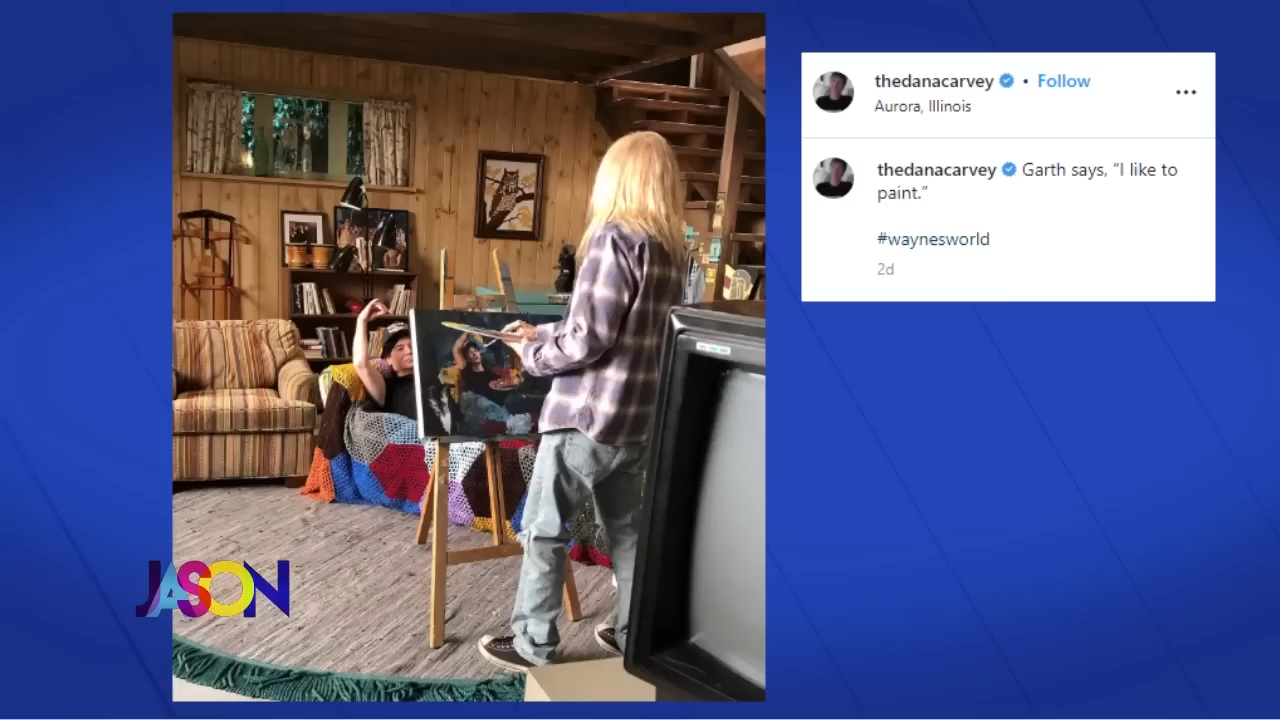 thedanacarvey • Follow
Aurora, Illinois
thedanacarvey Garth says, “I like to
paint.”
#waynesworld
2d
JASON